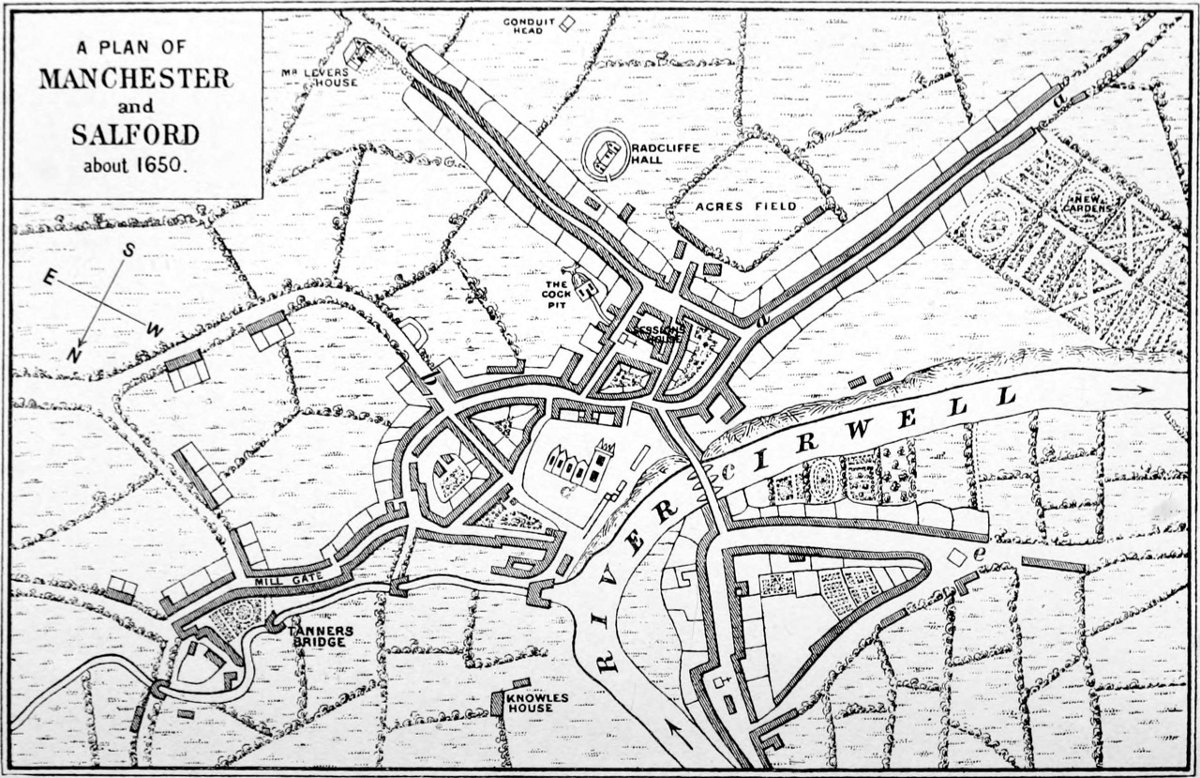 A PLAN OF
MANCHESTER
and
SALFORD
about 1650.
CONDUIT
HEAD
MR LEVERS
HOUSE
RADCLIFFE
HALL
ACRES FIELD
NEW
GARDENS
a
S
E
W
N
THE
COCK
PIT
SESSIONS
HOUSE
a
b
c
RIVER IRWELL
e
MILL GATE
TANNERS
BRIDGE
KNOWLES
HOUSE